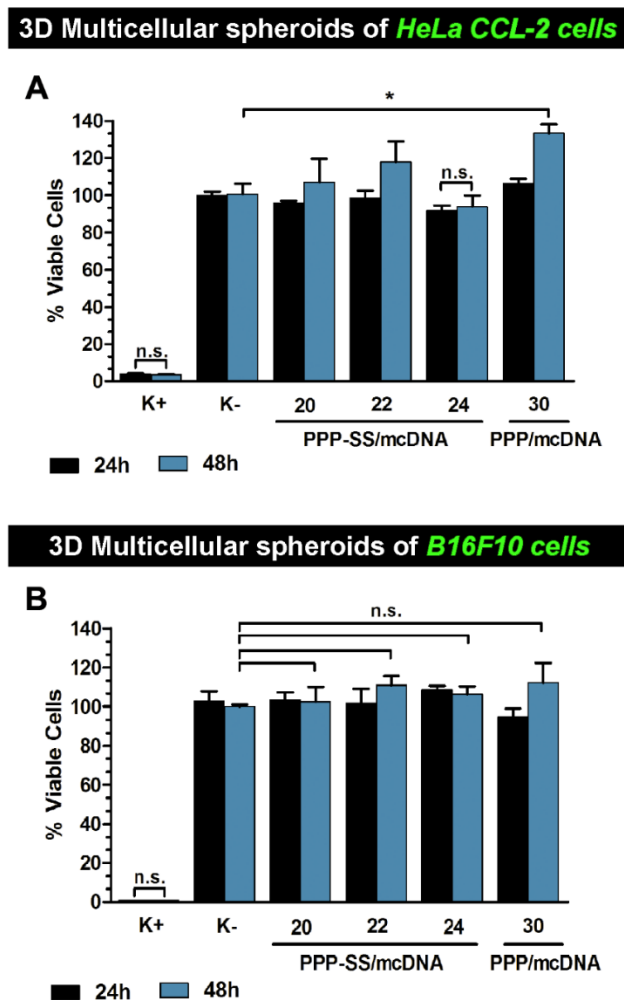 3D Multicellular spheroids of HeLa CCL-2 cells
A
*
140
120
100
80
60
40
20
0
% Viable Cells
n.s.
n.s.
K+ K- 20 22 24 30
PPP-SS/mcDNA PPP/mcDNA
24h 48h
3D Multicellular spheroids of B16F10 cells
B
n.s.
140
120
100
80
60
40
20
0
% Viable Cells
n.s.
K+ K- 20 22 24 30
PPP-SS/mcDNA PPP/mcDNA
24h 48h